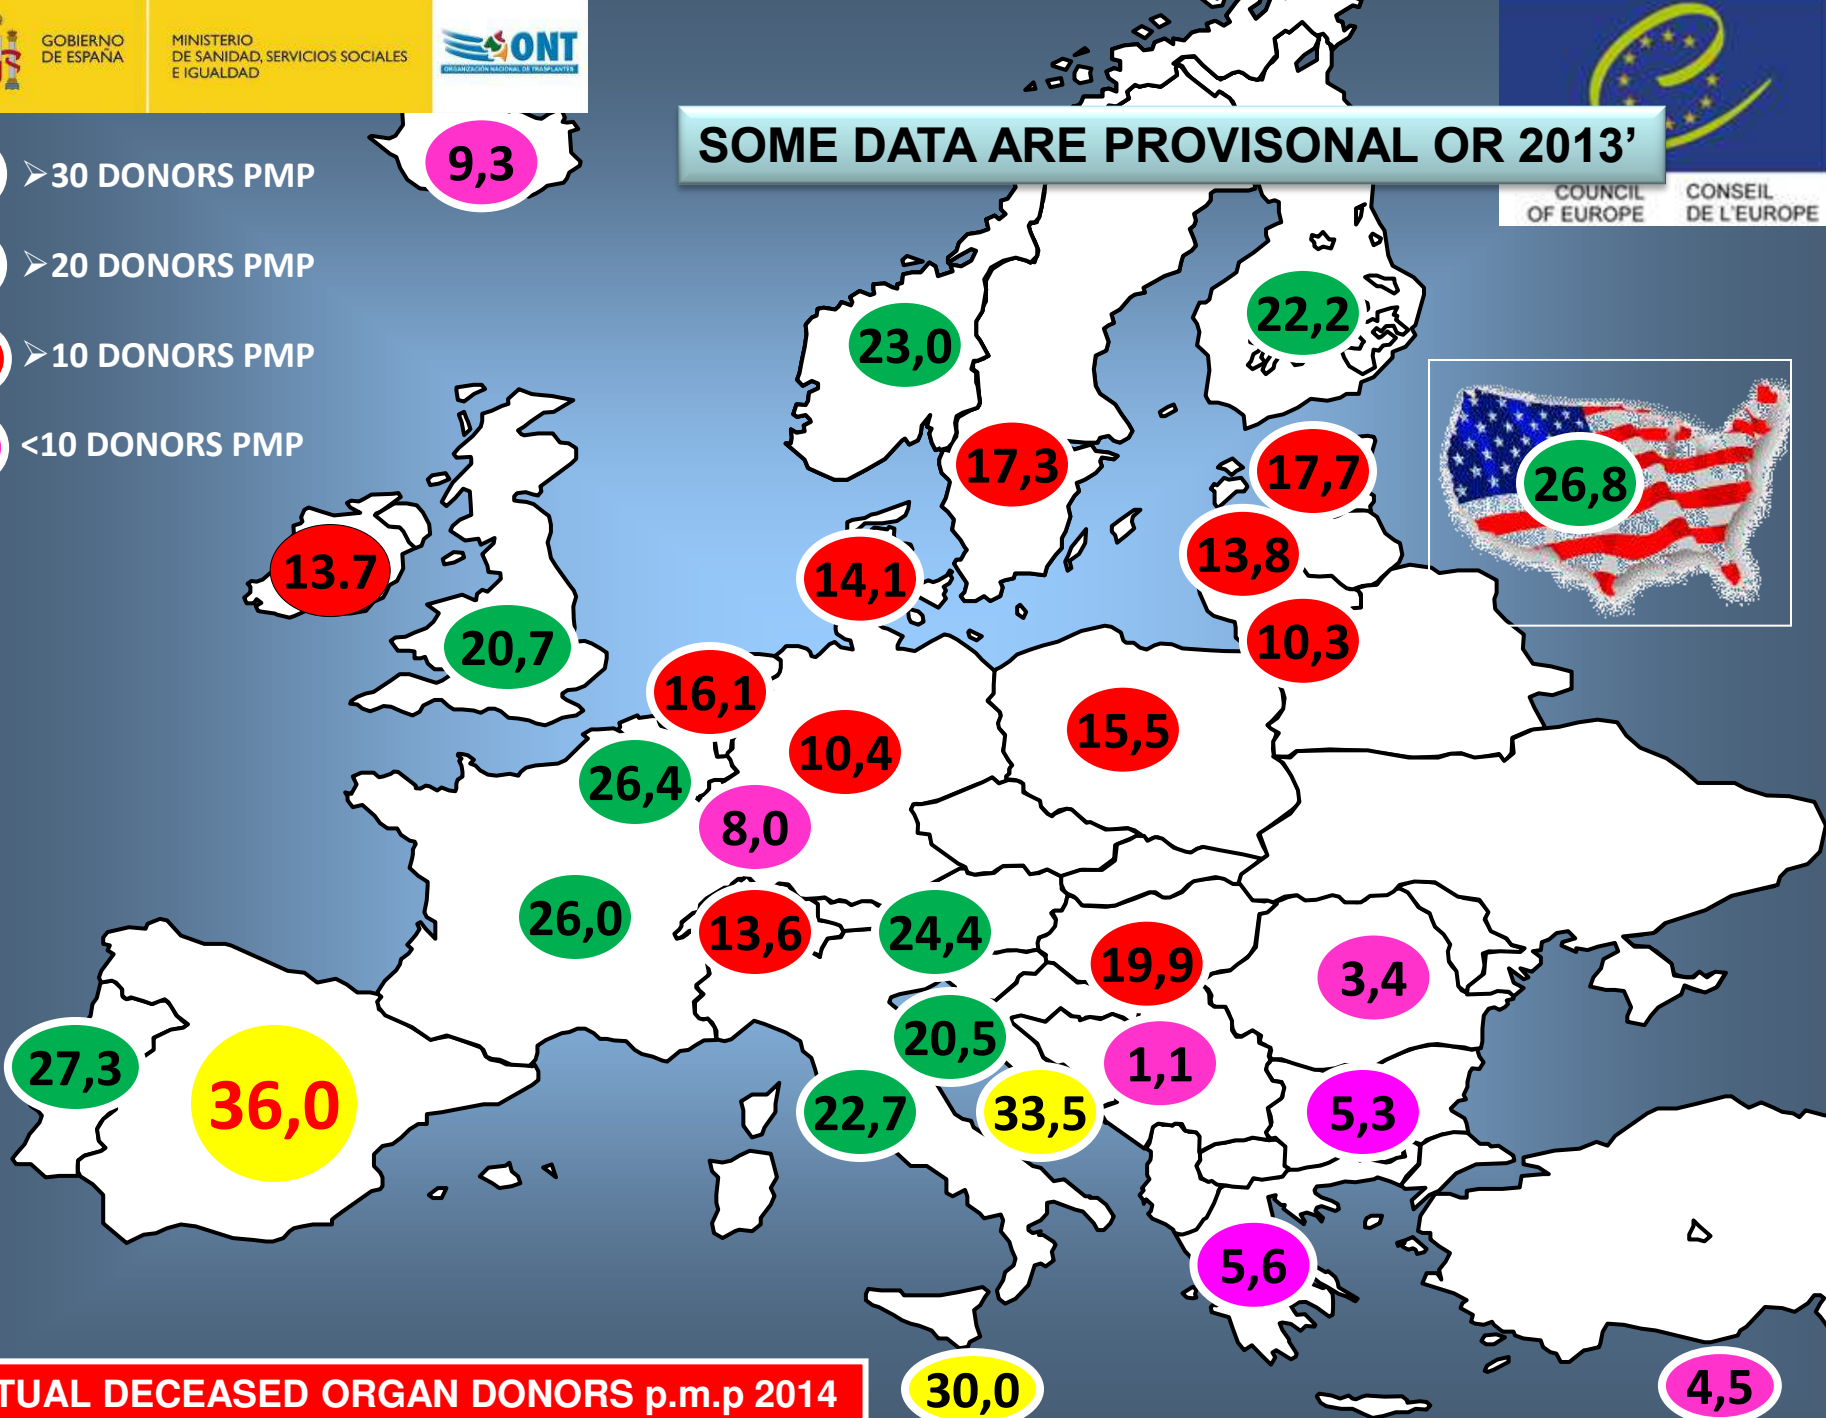 GOBIERNO
DE ESPAÑA
MINISTERIO
DE SANIDAD, SERVICIOS SOCIALES
E IGUALDAD
ONT
ORGANIZACIÓN NACIONAL DE TRASPLANTES
SOME DATA ARE PROVISONAL OR 2013’
COUNCIL
OF EUROPE
CONSEIL
DE L'EUROPE
➢30 DONORS PMP
➢20 DONORS PMP
➢10 DONORS PMP
<10 DONORS PMP
9,3
23,0
22,2
17,3
17,7
26,8
13.7
14,1
13,8
20,7
10,3
16,1
10,4
15,5
26,4
8,0
26,0
13,6
24,4
19,9
3,4
27,3
36,0
20,5
1,1
22,7
33,5
5,3
5,6
30,0
4,5
TUAL DECEASED ORGAN DONORS p.m.p 2014